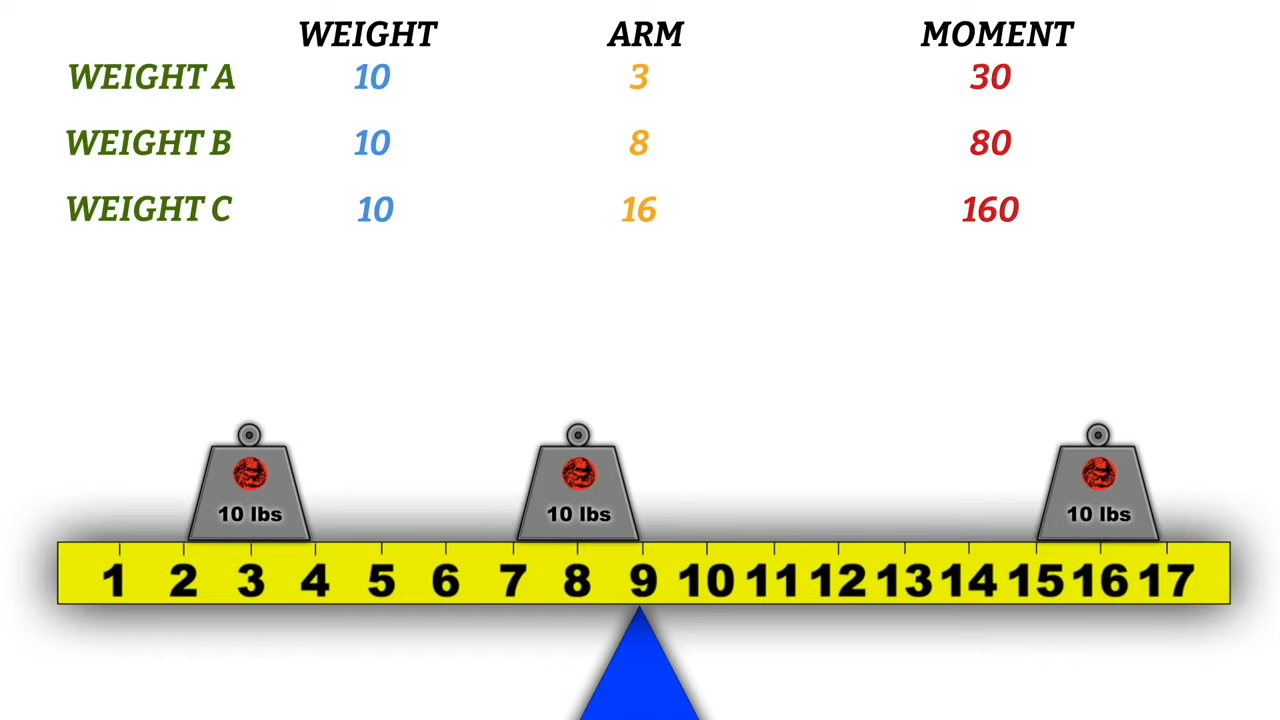 WEIGHT ARM MOMENT
WEIGHT A 10 3 30
WEIGHT B 10 8 80
WEIGHT C 10 16 160
10 lbs 10 lbs 10 lbs
1 2 3 4 5 6 7 8 9 10 11 12 13 14 15 16 17